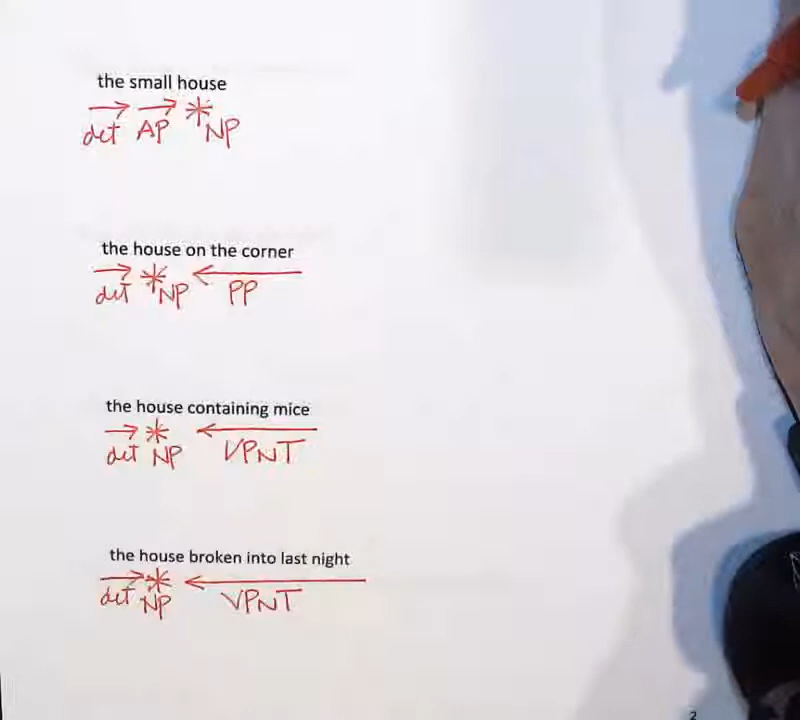 the small house
→ → *
det AP NP
the house on the corner
→ * ←
det NP PP
the house containing mice
→ * ←
det NP VPNT
the house broken into last night
→ * ←
det NP VPNT
2